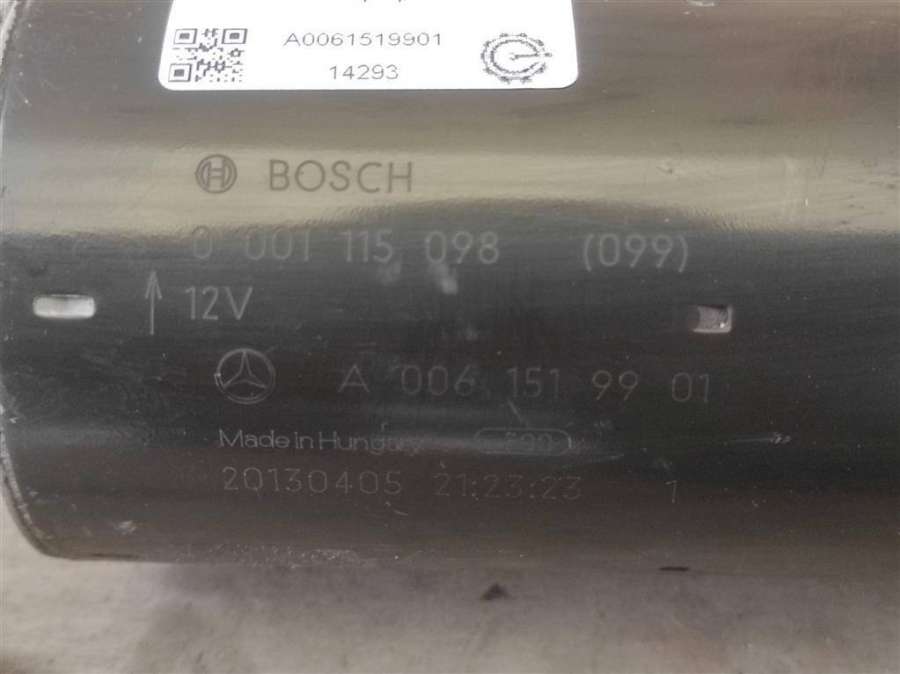 A0061519901
14293
BOSCH
0 001 115 098 (099)
12V
A 006 151 99 01
Made in Hungary
20130405 21:23:23 1